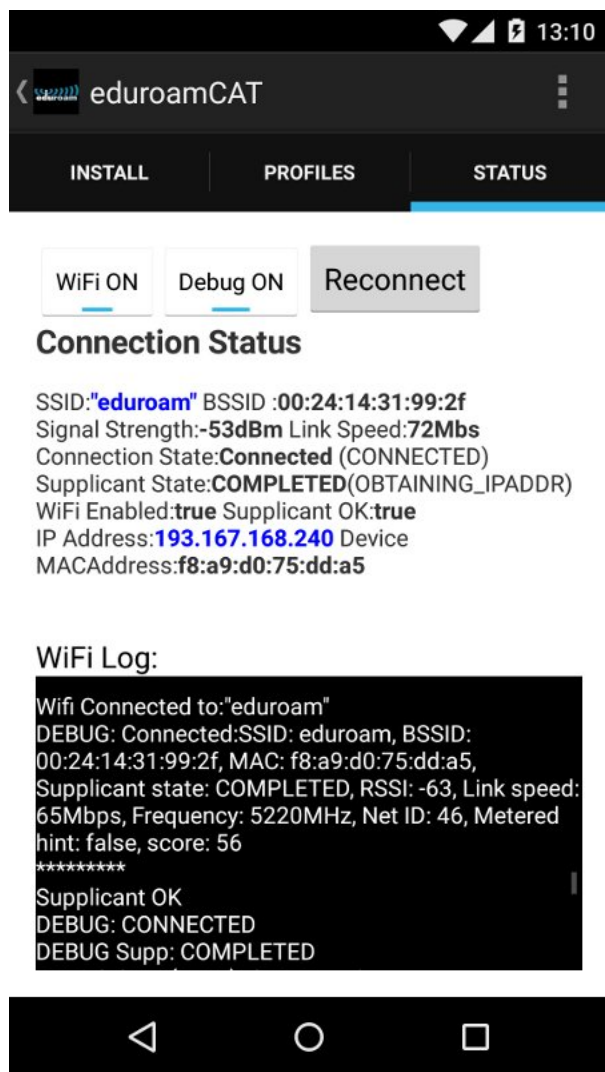 13:10
eduroam eduroamCAT
INSTALL PROFILES STATUS
WiFi ON Debug ON Reconnect
Connection Status
SSID:"eduroam" BSSID :00:24:14:31:99:2f
Signal Strength:-53dBm Link Speed:72Mbs
Connection State:Connected (CONNECTED)
Supplicant State:COMPLETED(OBTAINING_IPADDR)
WiFi Enabled:true Supplicant OK:true
IP Address:193.167.168.240 Device
MACAddress:f8:a9:d0:75:dd:a5
WiFi Log:
Wifi Connected to:"eduroam"
DEBUG: Connected:SSID: eduroam, BSSID:
00:24:14:31:99:2f, MAC: f8:a9:d0:75:dd:a5,
Supplicant state: COMPLETED, RSSI: -63, Link speed:
65Mbps, Frequency: 5220MHz, Net ID: 46, Metered
hint: false, score: 56
*********
Supplicant OK
DEBUG: CONNECTED
DEBUG Supp: COMPLETED